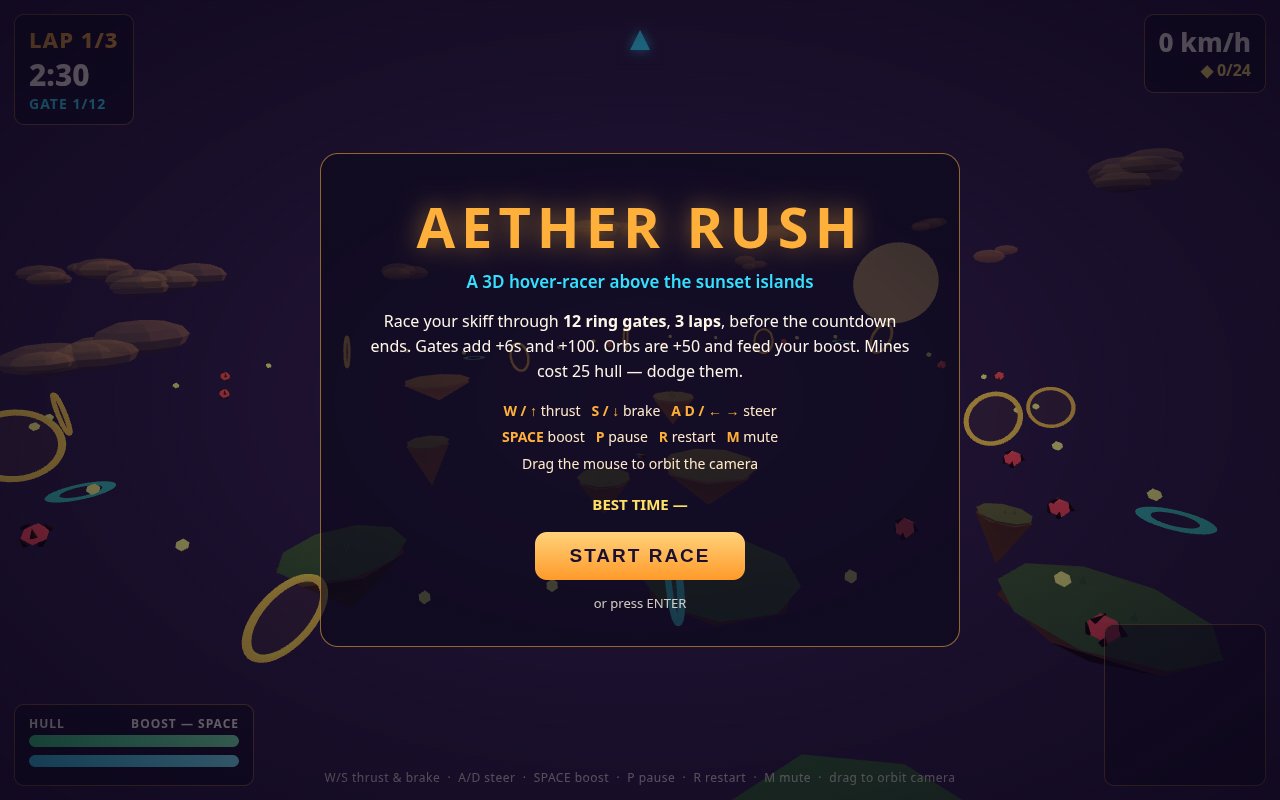 LAP 1/3
2:30
GATE 1/12
0 km/h
◆ 0/24
AETHER RUSH
A 3D hover-racer above the sunset islands
Race your skiff through 12 ring gates, 3 laps, before the countdown
ends. Gates add +6s and +100. Orbs are +50 and feed your boost. Mines
cost 25 hull — dodge them.
W / ↑ thrust S / ↓ brake A D / ← → steer
SPACE boost P pause R restart M mute
Drag the mouse to orbit the camera
BEST TIME —
START RACE
or press ENTER
HULL BOOST — SPACE
W/S thrust & brake · A/D steer · SPACE boost · P pause · R restart · M mute · drag to orbit camera